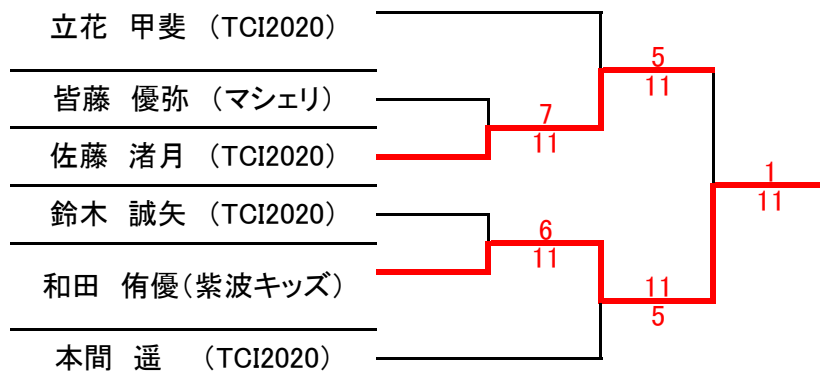 立花　甲斐　（TCI2020）
5
11
皆藤　優弥　（マシェリ）
7
11
佐藤　渚月　（TCI2020）
1
11
鈴木　誠矢　（TCI2020）
6
11
和田　侑優（紫波キッズ）
11
5
本間　遥　（TCI2020）